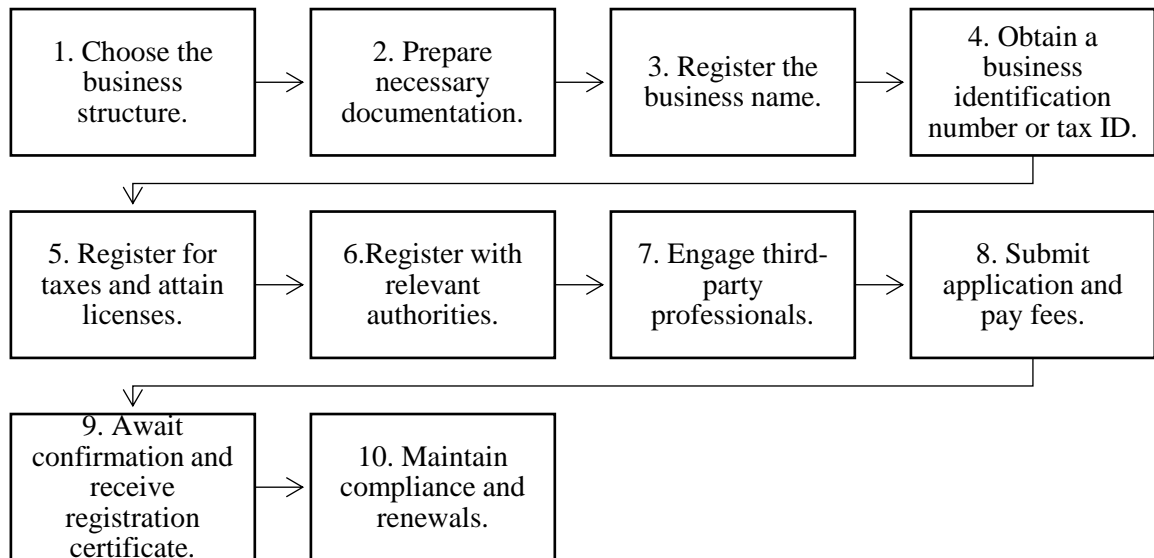 1. Choose the
business
structure.
2. Prepare
necessary
documentation.
3. Register the
business name.
4. Obtain a
business
identification
number or tax ID.
5. Register for
taxes and attain
licenses.
6.Register with
relevant
authorities.
7. Engage third-
party
professionals.
8. Submit
application and
pay fees.
9. Await
confirmation and
receive
registration
certificate.
10. Maintain
compliance and
renewals.